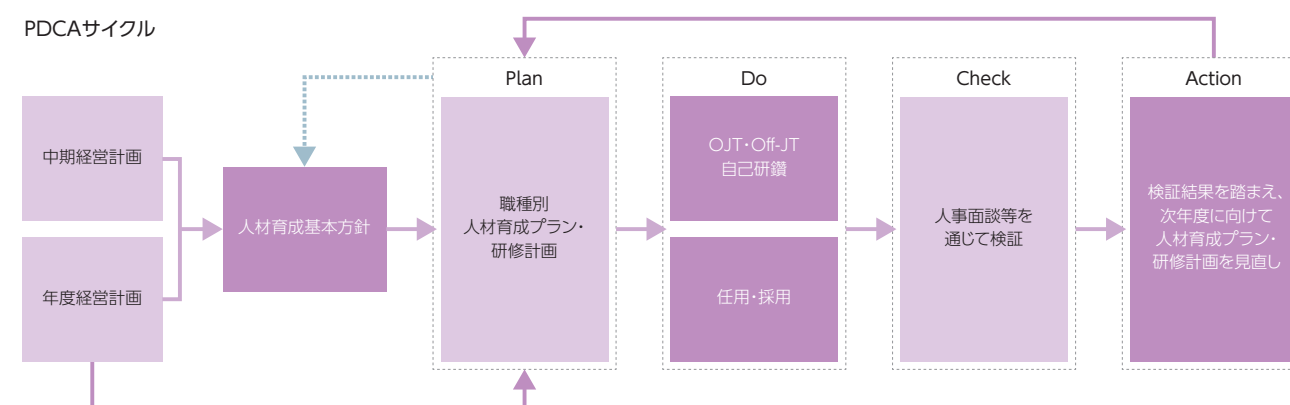 PDCAサイクル
中期経営計画
年度経営計画
人材育成基本方針
Plan
職種別
人材育成プラン・
研修計画
Do
OJT・Off-JT
自己研鑽
任用・採用
Check
人事面談等を
通じて検証
Action
検証結果を踏まえ、
次年度に向けて
人材育成プラン・
研修計画を見直し